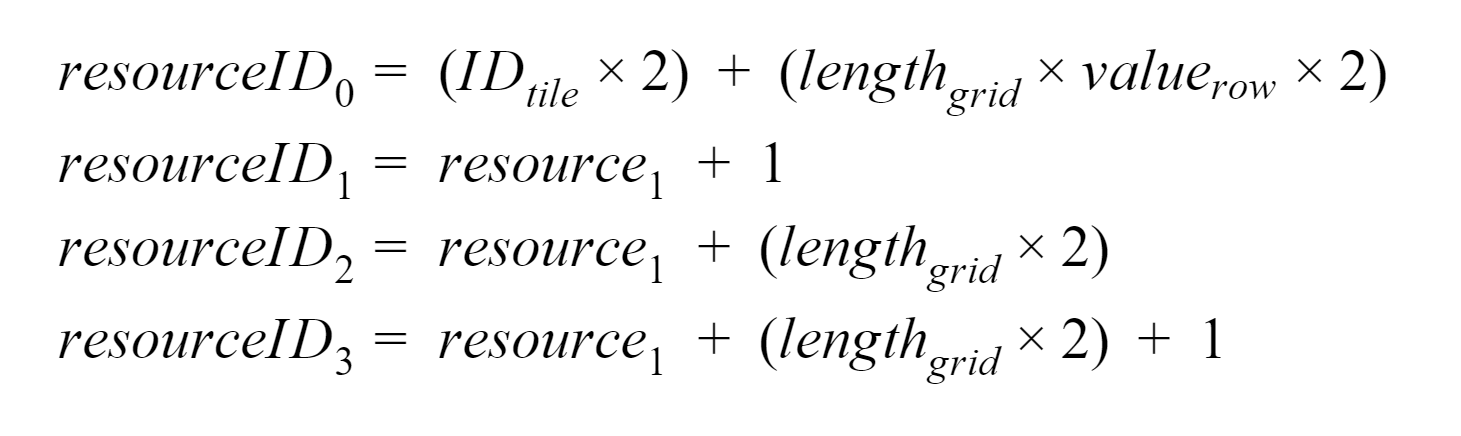 resourceID₀ = (ID_tile × 2) + (length_grid × value_row × 2)
resourceID₁ = resource₁ + 1
resourceID₂ = resource₁ + (length_grid × 2)
resourceID₃ = resource₁ + (length_grid × 2) + 1